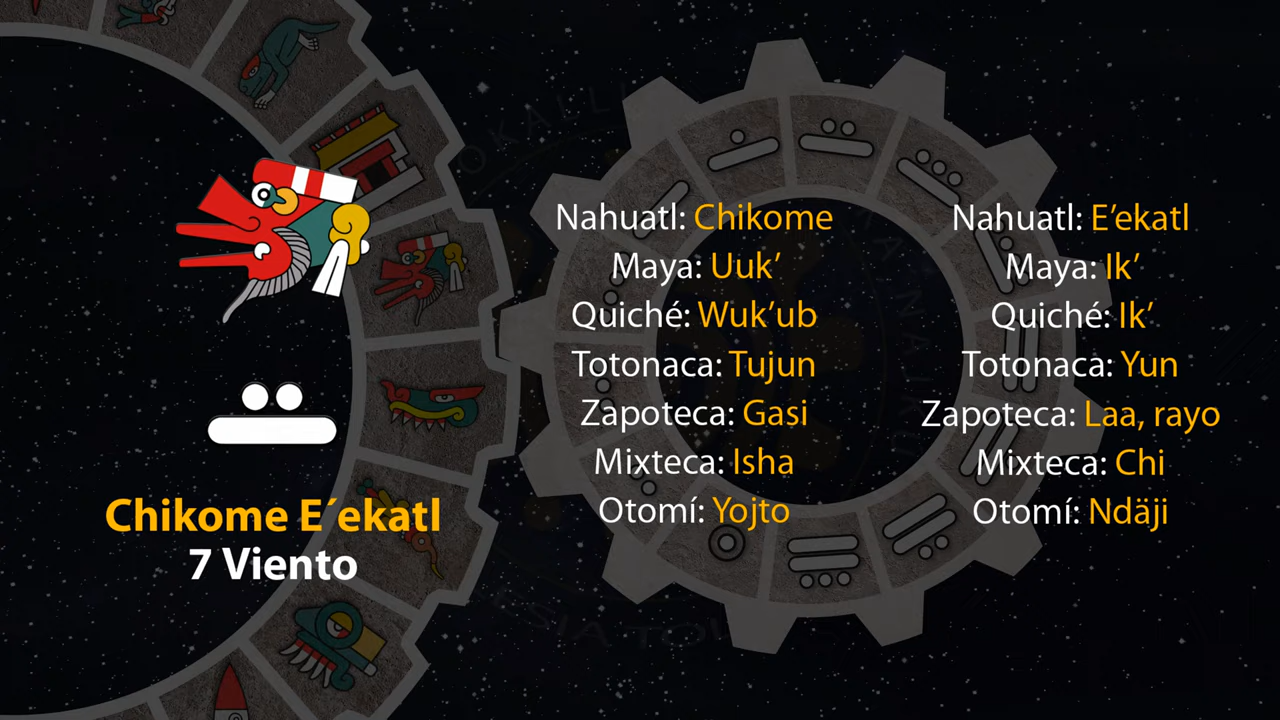 Nahuatl: Chikome
Maya: Uuk’
Quiché: Wuk’ub
Totonaca: Tujun
Zapoteca: Gasi
Mixteca: Isha
Otomí: Yojto
Nahuatl: E’ekatl
Maya: Ik’
Quiché: Ik’
Totonaca: Yun
Zapoteca: Laa, rayo
Mixteca: Chi
Otomí: Ndäji
Chikome E´ekatl
7 Viento